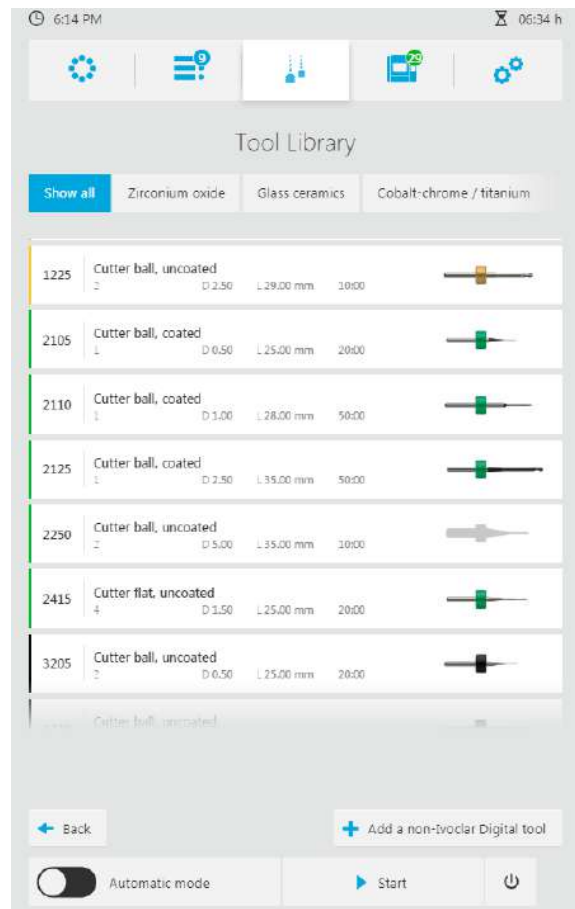 6:14 PM 06:34 h
9 29
Tool Library
Show all Zirconium oxide Glass ceramics Cobalt-chrome / titanium
1225 Cutter ball, uncoated
2 D 2.50 L 29.00 mm 10:00
2105 Cutter ball, coated
1 D 0.50 L 25.00 mm 20:00
2110 Cutter ball, coated
1 D 1.00 L 28.00 mm 50:00
2125 Cutter ball, coated
1 D 2.50 L 35.00 mm 50:00
2250 Cutter ball, uncoated
2 D 5.00 L 35.00 mm 10:00
2415 Cutter flat, uncoated
4 D 1.50 L 25.00 mm 20:00
3205 Cutter ball, uncoated
2 D 0.50 L 25.00 mm 20:00
Cutter ball, uncoated
Back Add a non-Ivoclar Digital tool
Automatic mode Start